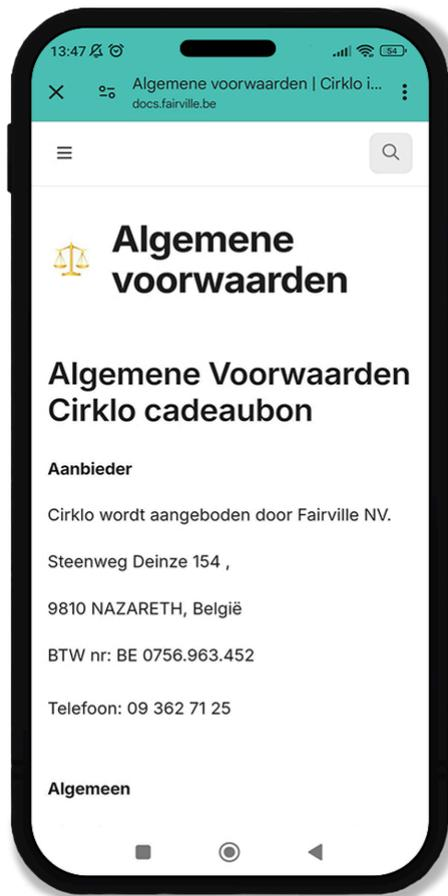 13:47
54
Algemene voorwaarden | Cirklo i...
docs.fairville.be
Algemene
voorwaarden
Algemene Voorwaarden
Cirklo cadeaubon
Aanbieder
Cirklo wordt aangeboden door Fairville NV.
Steenweg Deinze 154 ,
9810 NAZARETH, België
BTW nr: BE 0756.963.452
Telefoon: 09 362 71 25
Algemeen